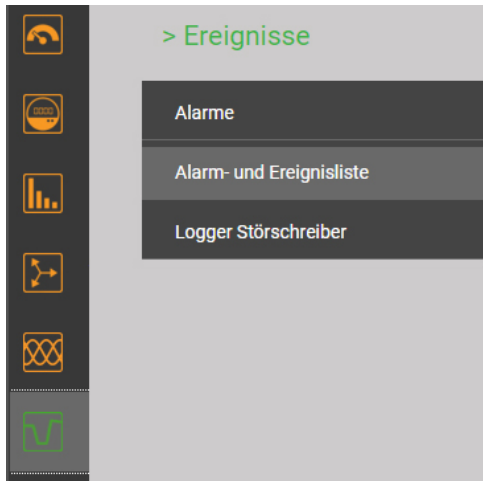 > Ereignisse
Alarme
Alarm- und Ereignisliste
Logger Störschreiber